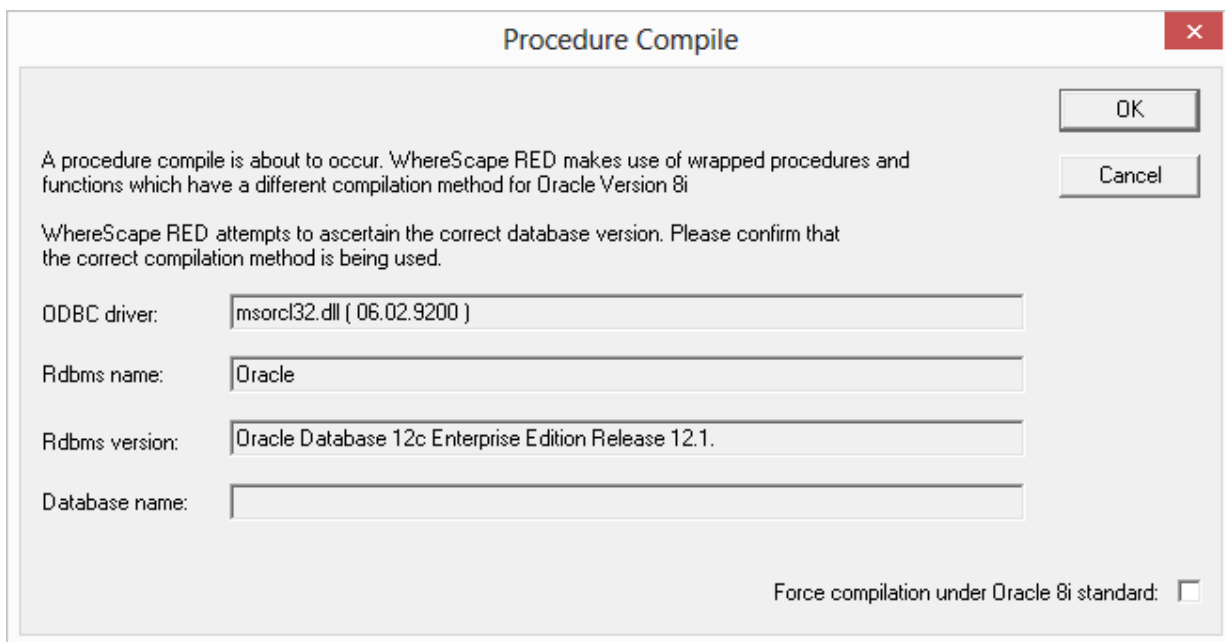 Procedure Compile
OK
A procedure compile is about to occur. WhereScape RED makes use of wrapped procedures and
functions which have a different compilation method for Oracle Version 8i
Cancel
WhereScape RED attempts to ascertain the correct database version. Please confirm that
the correct compilation method is being used.
ODBC driver: msorcl32.dll ( 06.02.9200 )
Rdbms name: Oracle
Rdbms version: Oracle Database 12c Enterprise Edition Release 12.1.
Database name:
Force compilation under Oracle 8i standard: